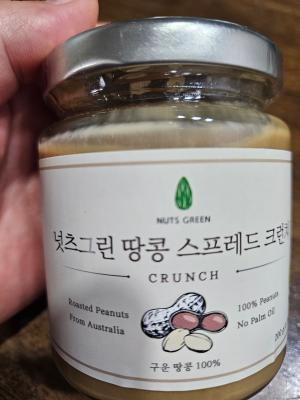 NUTS GREEN
넛츠그린 땅콩 스프레드 크런치
CRUNCH
Roasted Peanuts
From Australia
100% Peanuts
No Palm Oil
구운 땅콩 100%